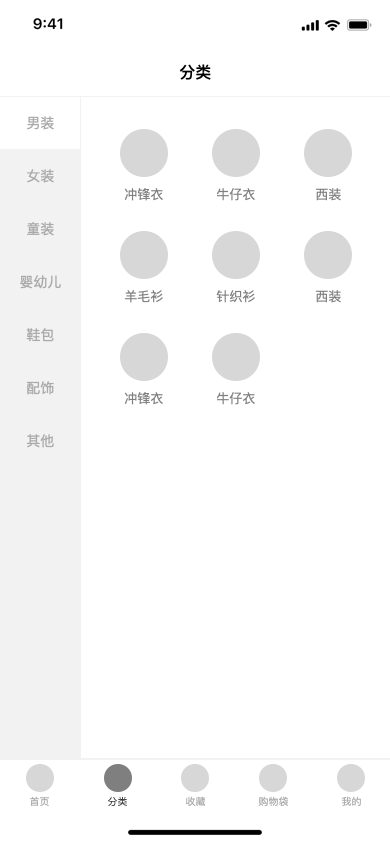 9:41
分类
男装
女装
童装
婴幼儿
鞋包
配饰
其他
冲锋衣 牛仔衣 西装
羊毛衫 针织衫 西装
冲锋衣 牛仔衣
首页 分类 收藏 购物袋 我的